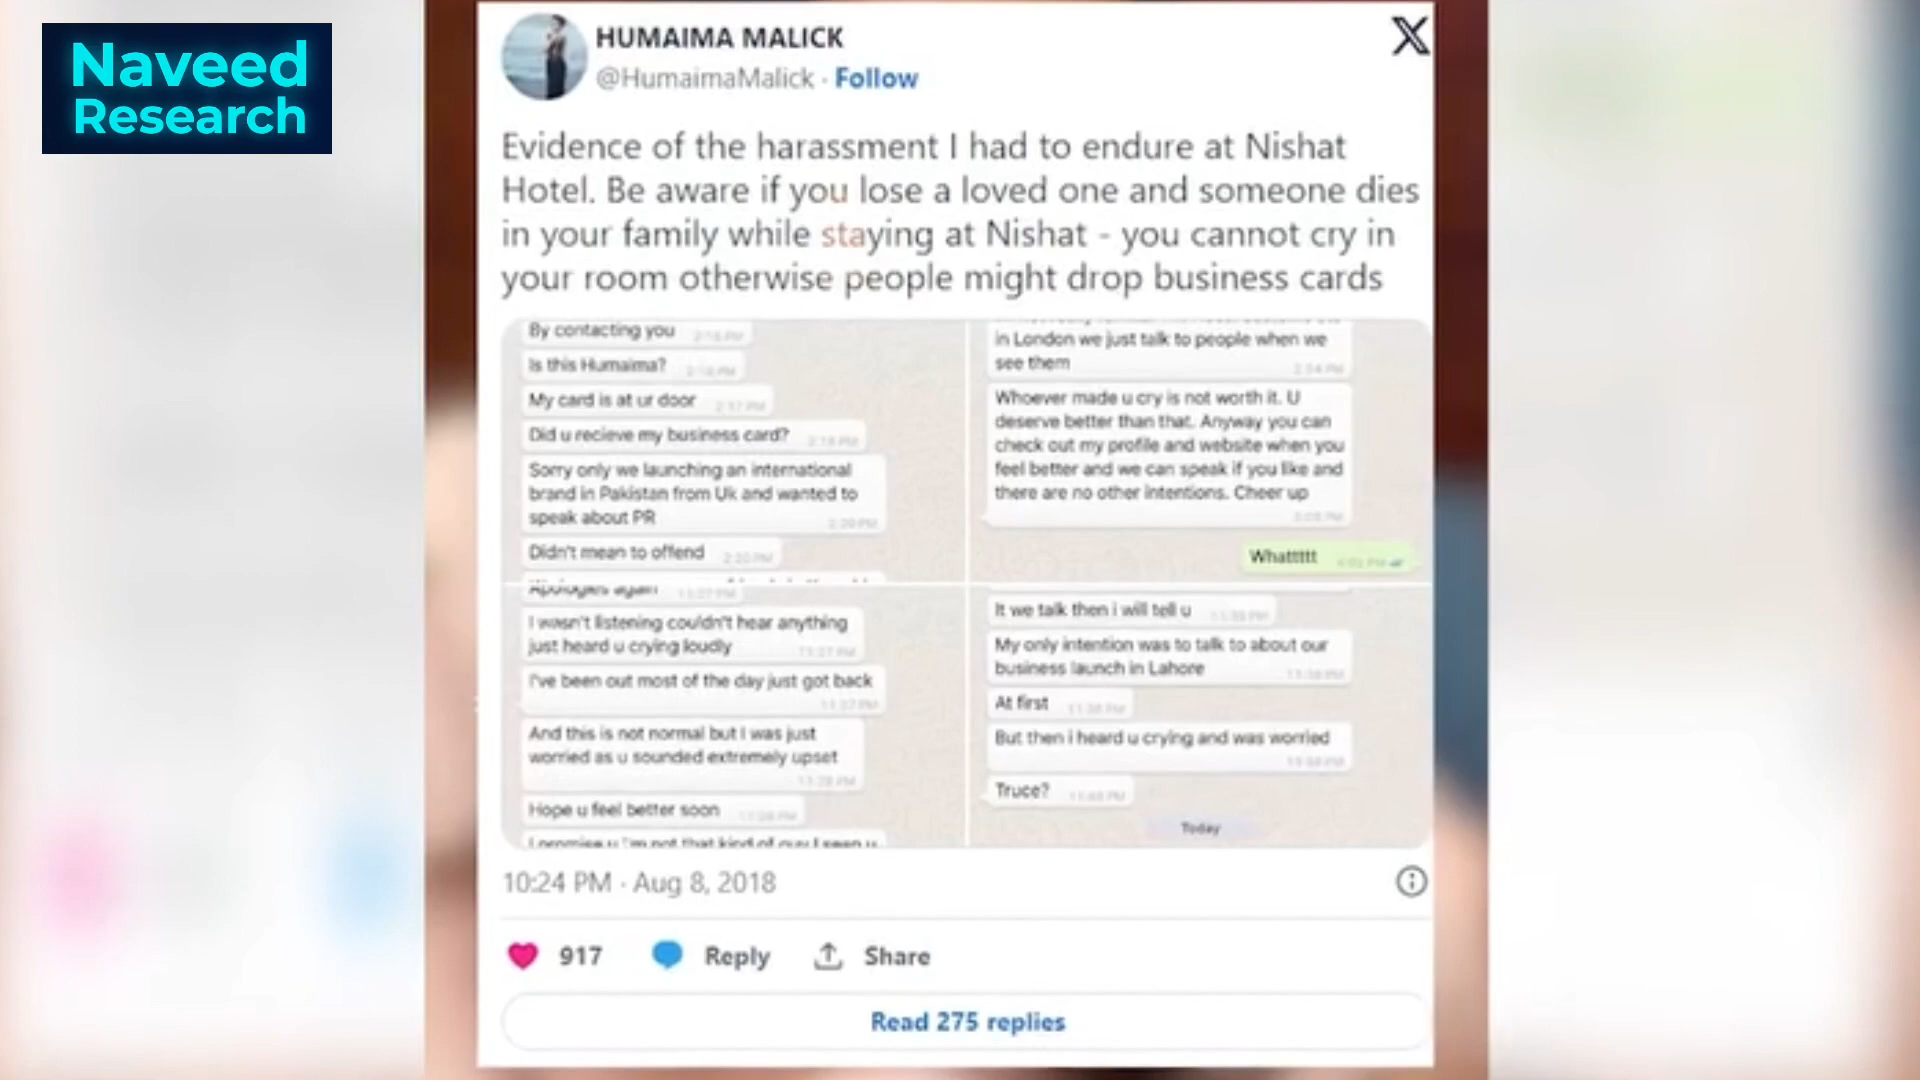 Naveed
Research
HUMAIMA MALICK
@HumaimaMalick · Follow
Evidence of the harassment I had to endure at Nishat
Hotel. Be aware if you lose a loved one and someone dies
in your family while staying at Nishat - you cannot cry in
your room otherwise people might drop business cards
By contacting you
Is this Humaima?
My card is at ur door
Did u recieve my business card?
Sorry only we launching an international
brand in Pakistan from Uk and wanted to
speak about PR
Didn't mean to offend
in London we just talk to people when we
see them
Whoever made u cry is not worth it. U
deserve better than that. Anyway you can
check out my profile and website when you
feel better and we can speak if you like and
there are no other intentions. Cheer up
Whattttt
Apologies again
I wasn't listening couldn't hear anything
just heard u crying loudly
I've been out most of the day just got back
And this is not normal but I was just
worried as u sounded extremely upset
Hope u feel better soon
I promise u I'm not that kind of guy I seen u
It we talk then i will tell u
My only intention was to talk to about our
business launch in Lahore
At first
But then i heard u crying and was worried
Truce?
Today
10:24 PM · Aug 8, 2018
917 Reply Share
Read 275 replies